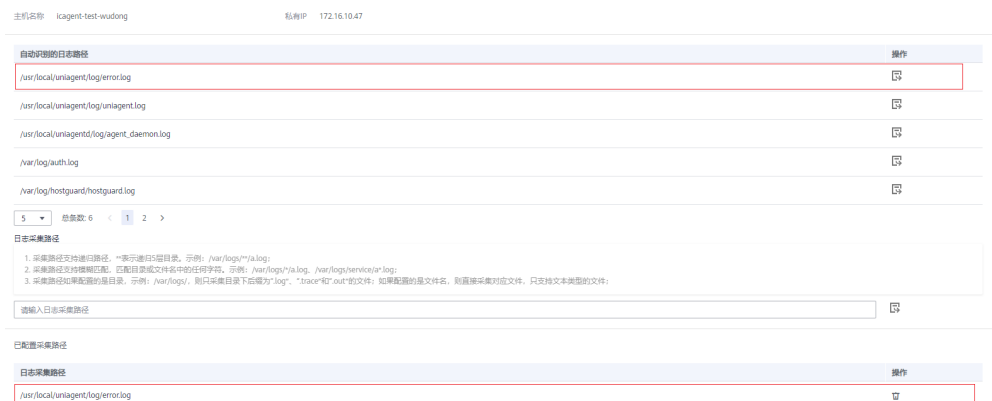 主机名称 icagent-test-wudong 私有IP 172.16.10.47
自动识别的日志路径 操作
/usr/local/uniagent/log/error.log
/usr/local/uniagent/log/uniagent.log
/usr/local/uniagentd/log/agent_daemon.log
/var/log/auth.log
/var/log/hostguard/hostguard.log
5 总条数: 6 < 1 2 >
日志采集路径
1. 采集路径支持递归路径，**表示递归5层目录。示例：/var/logs/**/a.log;
2. 采集路径支持模糊匹配，匹配目录或文件名中的任何字符。示例：/var/logs/*/a.log、/var/logs/service/a*.log;
3. 采集路径如果配置的是目录，示例：/var/logs/，则只采集目录下后缀为".log"、".trace"和".out"的文件；如果配置的是文件名，则直接采集对应文件，只支持文本类型的文件；
请输入日志采集路径
已配置采集路径
日志采集路径 操作
/usr/local/uniagent/log/error.log